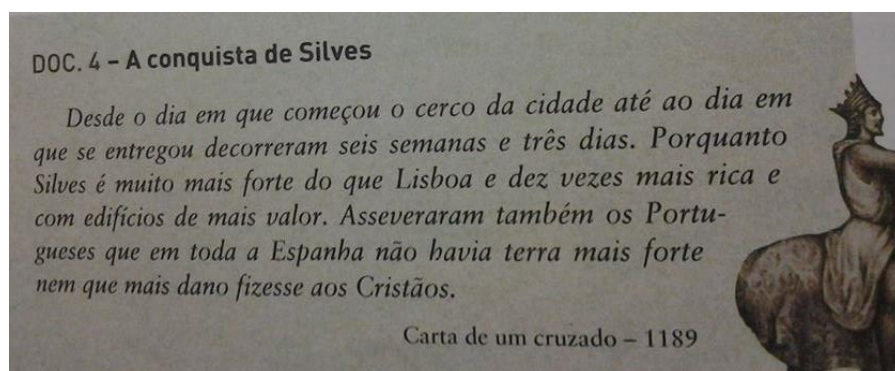 DOC. 4 – A conquista de Silves
Desde o dia em que começou o cerco da cidade até ao dia em
que se entregou decorreram seis semanas e três dias. Porquanto
Silves é muito mais forte do que Lisboa e dez vezes mais rica e
com edifícios de mais valor. Asseveraram também os Portu-
gueses que em toda a Espanha não havia terra mais forte
nem que mais dano fizesse aos Cristãos.
Carta de um cruzado – 1189